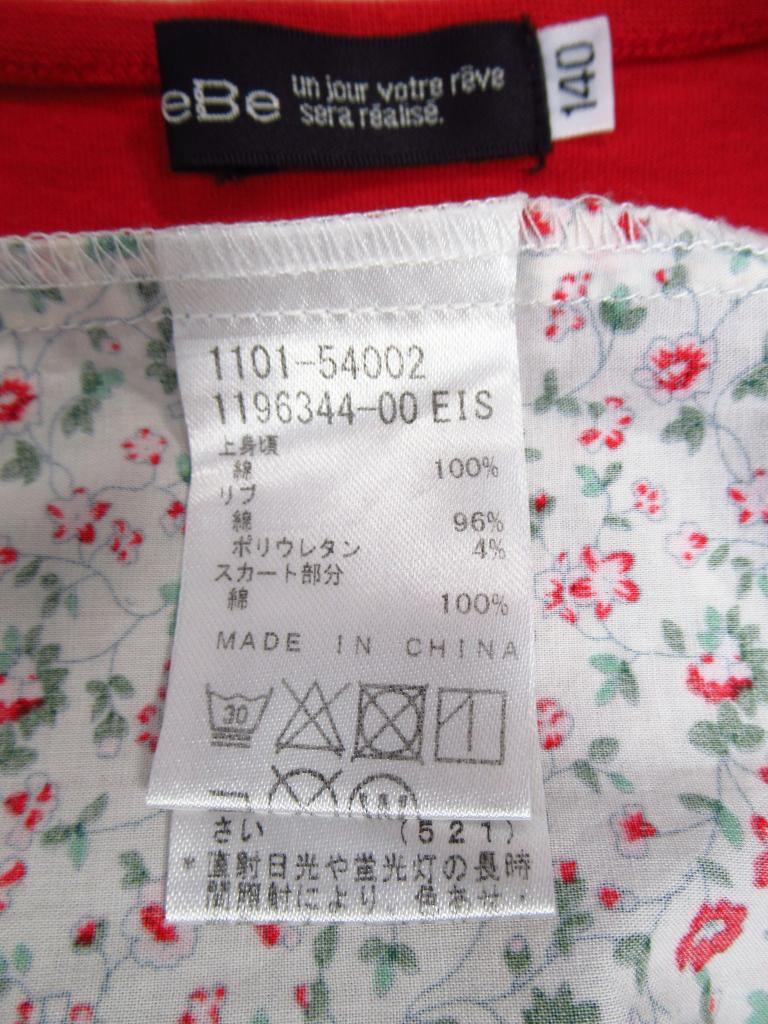 eBe un jour votre rêve
sera réalisé.
140
1101-54002
1196344-00 EIS
上身頃
綿 100%
リブ
綿 96%
ポリウレタン 4%
スカート部分
綿 100%
MADE IN CHINA
30
さい (521)
*直射日光や蛍光灯の長時
間照射により 色あせ・